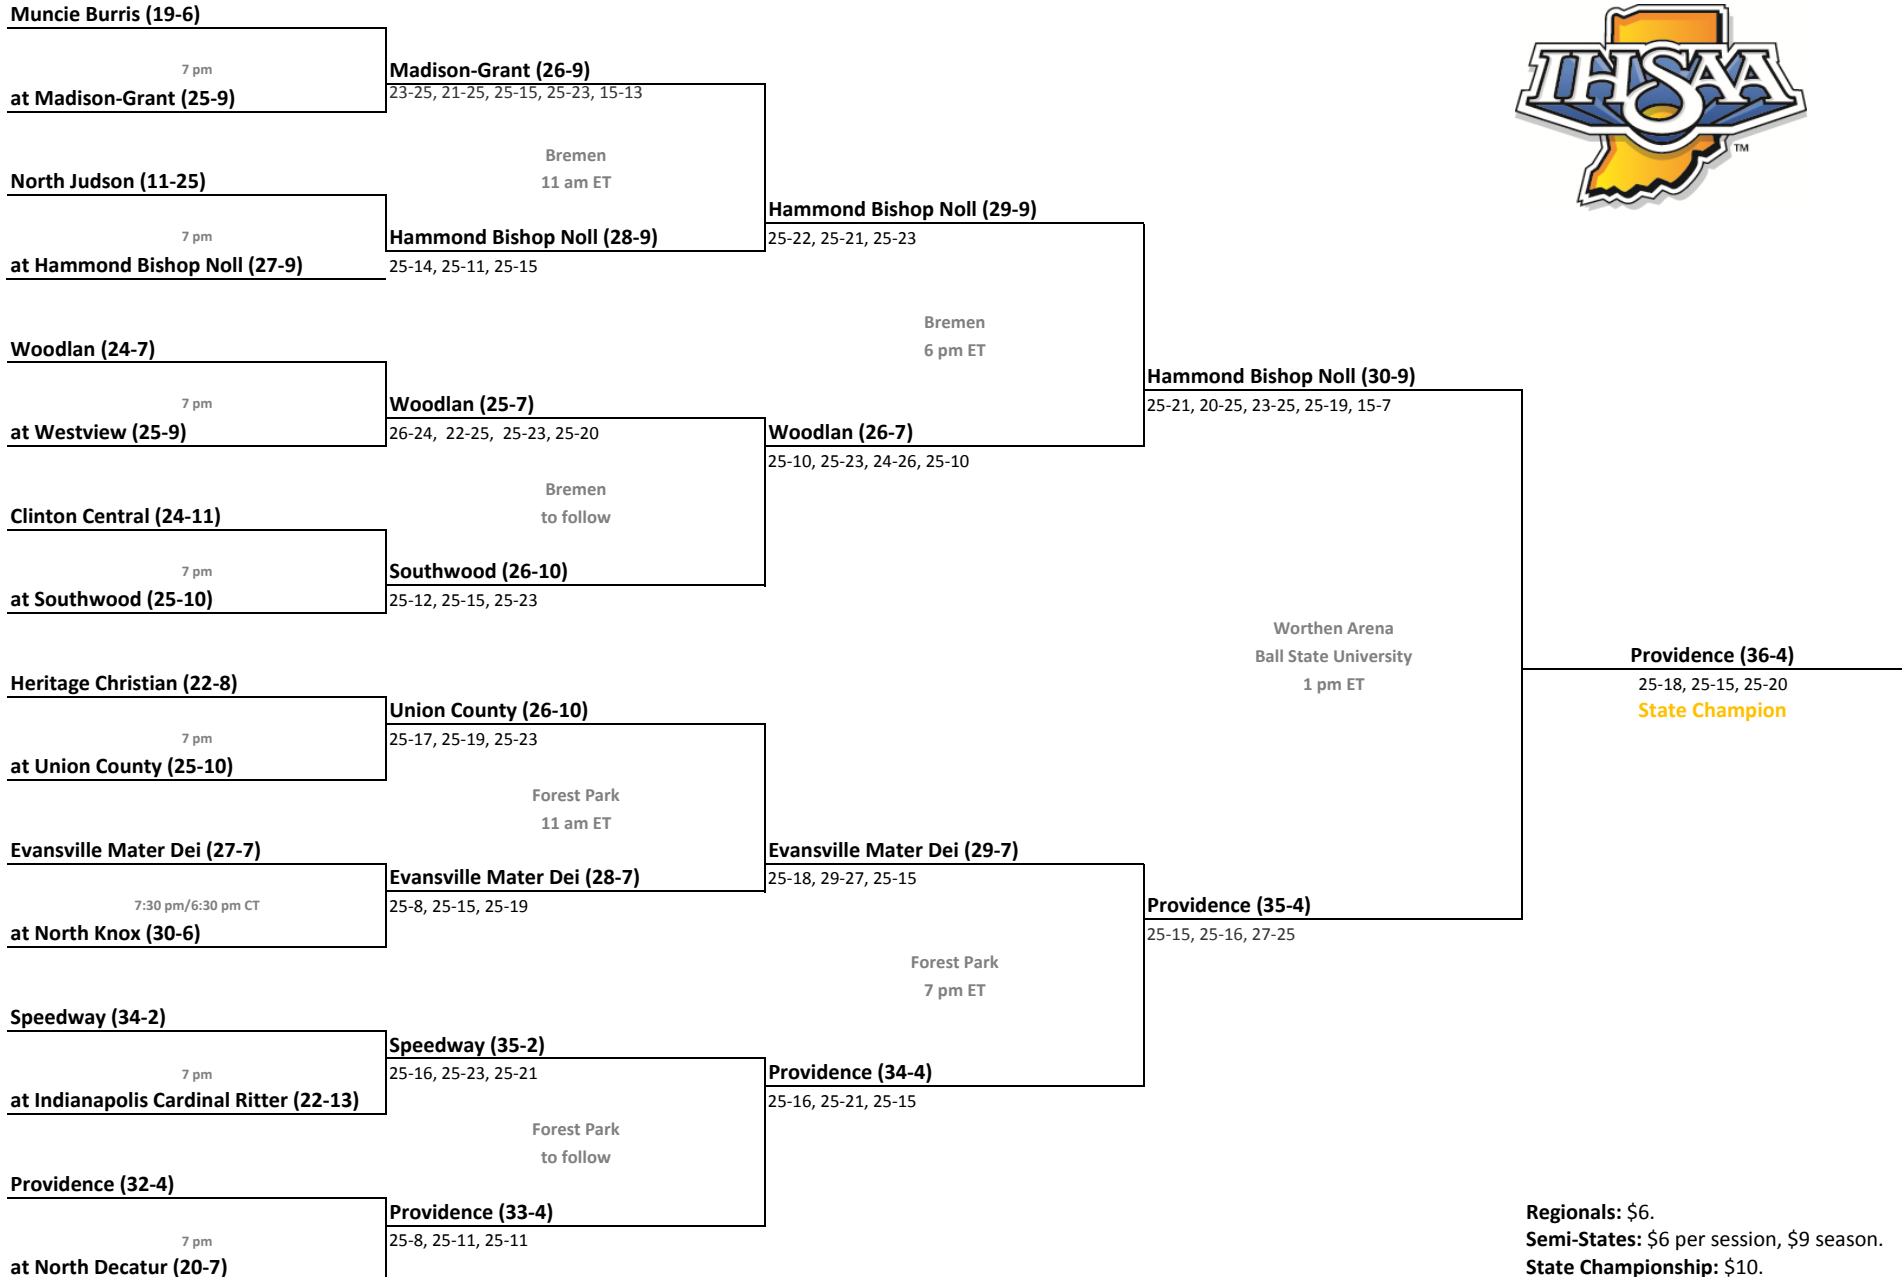 Muncie Burris (19-6)
7 pm
at Madison-Grant (25-9)
Madison-Grant (26-9)
23-25, 21-25, 25-15, 25-23, 15-13
Bremen
11 am ET
North Judson (11-25)
7 pm
at Hammond Bishop Noll (27-9)
Hammond Bishop Noll (28-9)
25-14, 25-11, 25-15
Hammond Bishop Noll (29-9)
25-22, 25-21, 25-23
Bremen
6 pm ET
Woodlan (24-7)
7 pm
at Westview (25-9)
Woodlan (25-7)
26-24, 22-25, 25-23, 25-20
Woodlan (26-7)
25-10, 25-23, 24-26, 25-10
Bremen
to follow
Clinton Central (24-11)
7 pm
at Southwood (25-10)
Southwood (26-10)
25-12, 25-15, 25-23
Hammond Bishop Noll (30-9)
25-21, 20-25, 23-25, 25-19, 15-7
Worthen Arena
Ball State University
1 pm ET
Providence (36-4)
25-18, 25-15, 25-20
State Champion
Heritage Christian (22-8)
7 pm
at Union County (25-10)
Union County (26-10)
25-17, 25-19, 25-23
Forest Park
11 am ET
Evansville Mater Dei (27-7)
7:30 pm/6:30 pm CT
at North Knox (30-6)
Evansville Mater Dei (28-7)
25-8, 25-15, 25-19
Evansville Mater Dei (29-7)
25-18, 29-27, 25-15
Forest Park
7 pm ET
Providence (35-4)
25-15, 25-16, 27-25
Speedway (34-2)
7 pm
at Indianapolis Cardinal Ritter (22-13)
Speedway (35-2)
25-16, 25-23, 25-21
Providence (34-4)
25-16, 25-21, 25-15
Forest Park
to follow
Providence (32-4)
7 pm
at North Decatur (20-7)
Providence (33-4)
25-8, 25-11, 25-11
IHSAA
TM
Regionals: $6.
Semi-States: $6 per session, $9 season.
State Championship: $10.